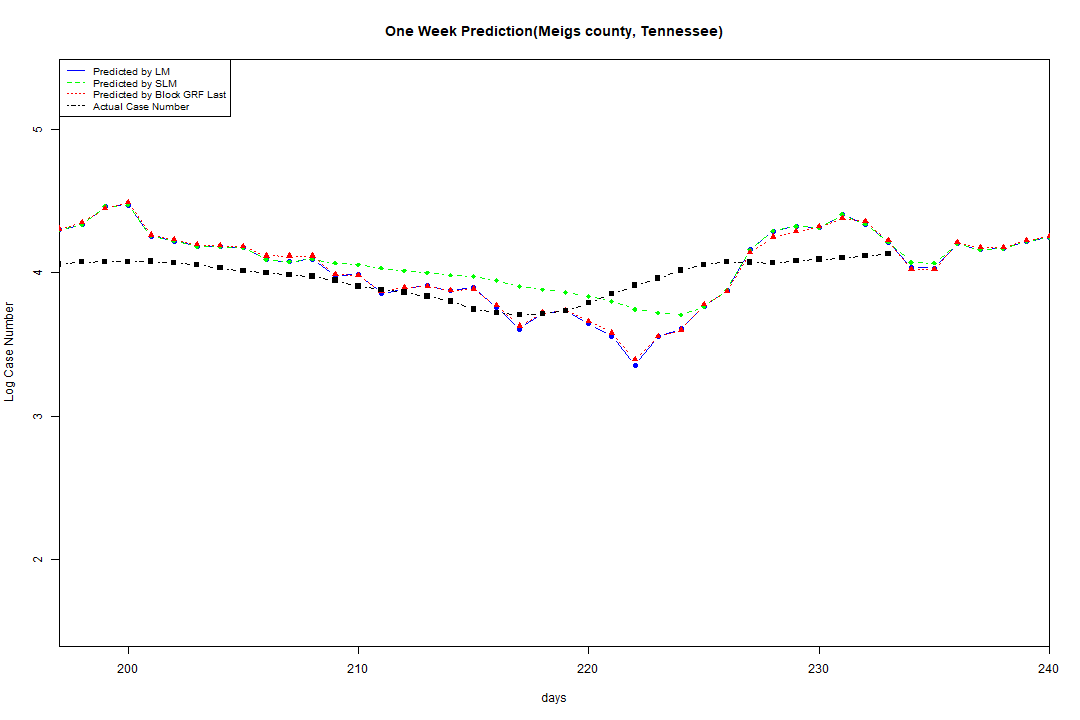 One Week Prediction(Meigs county, Tennessee)
Predicted by LM
Predicted by SLM
Predicted by Block GRF Last
Actual Case Number
5
4
3
2
Log Case Number
200 210 220 230 240
days